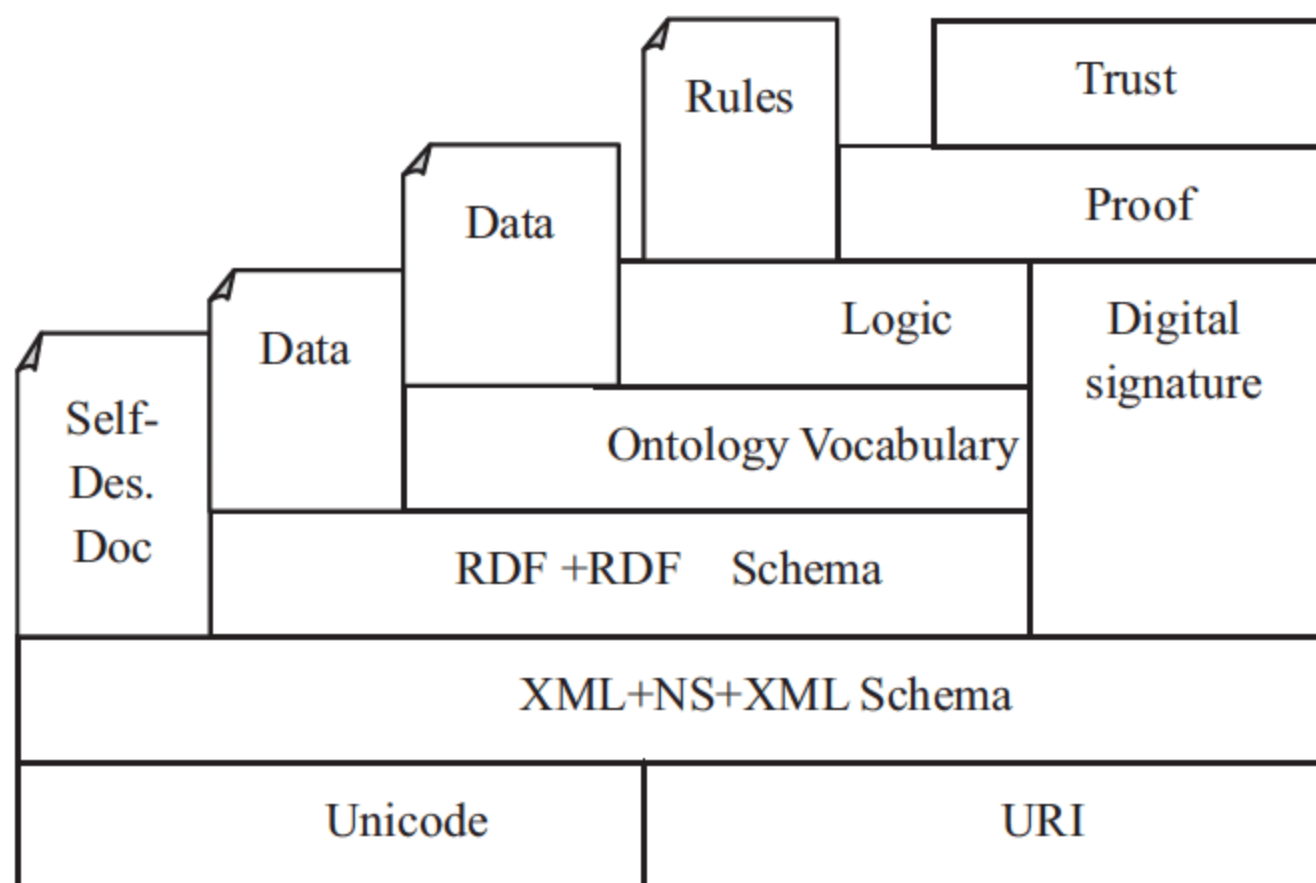 Rules
Trust
Data
Proof
Data
Logic
Digital
signature
Self-
Des.
Doc
Ontology Vocabulary
RDF +RDF Schema
XML+NS+XML Schema
Unicode
URI